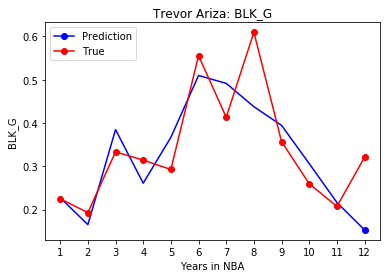 Trevor Ariza: BLK_G
Prediction
True
BLK_G
0.6
0.5
0.4
0.3
0.2
1 2 3 4 5 6 7 8 9 10 11 12
Years in NBA